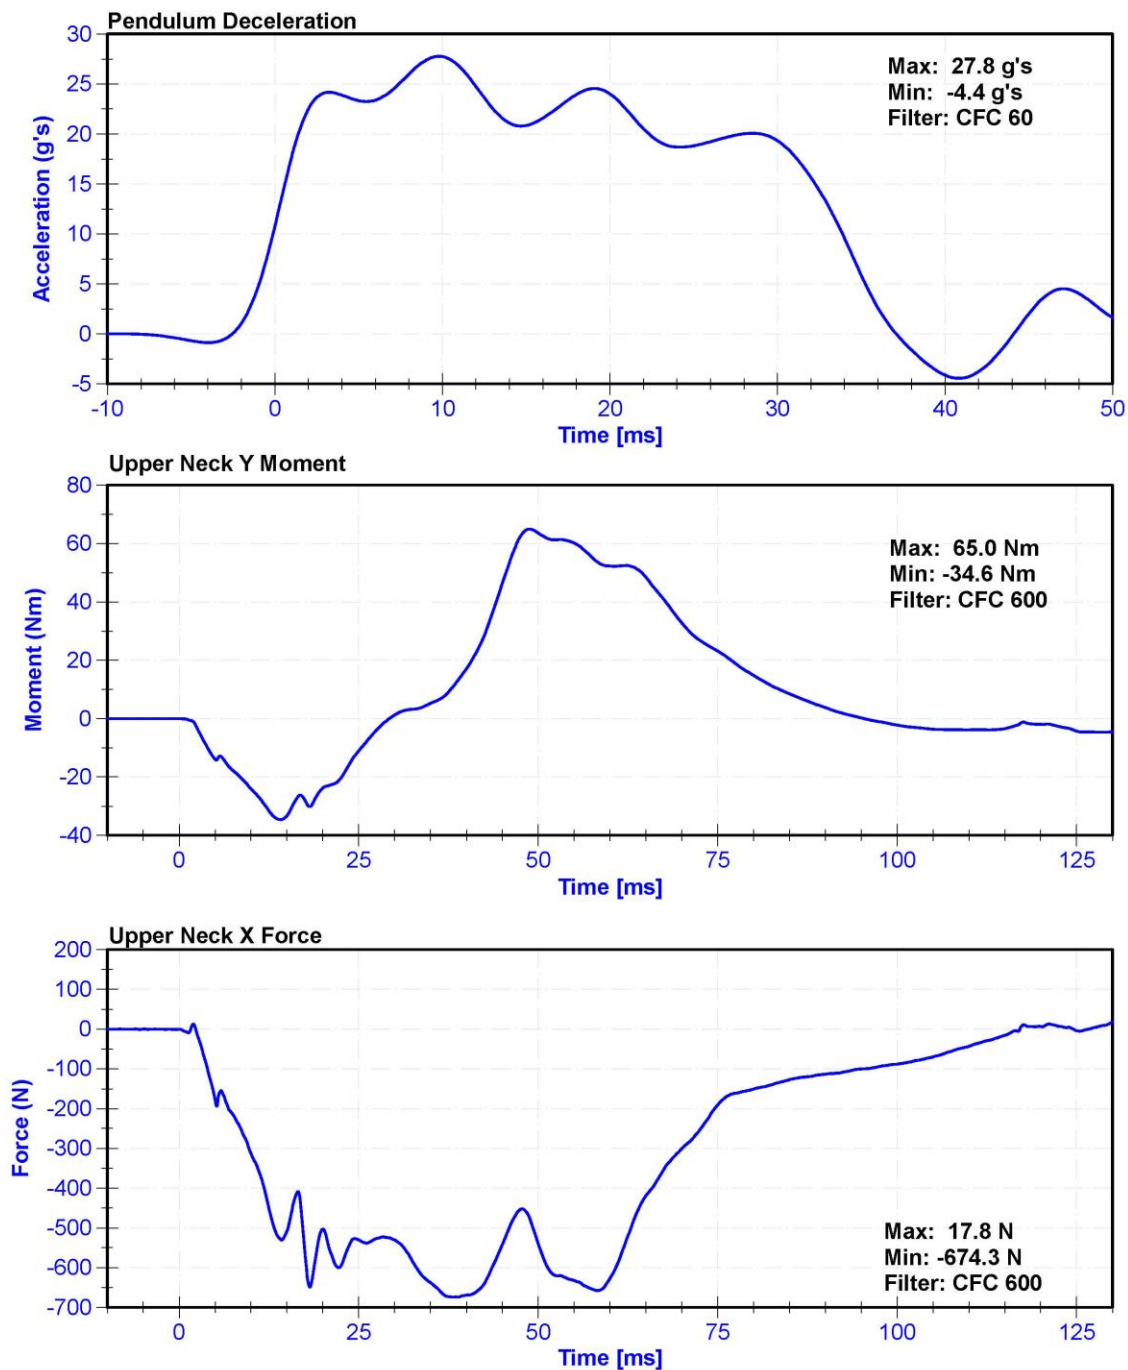 Pendulum Deceleration
30
25
20
15
10
5
0
-5
Acceleration (g's)
Max: 27.8 g's
Min: -4.4 g's
Filter: CFC 60
-10 0 10 20 30 40 50
Time [ms]
Upper Neck Y Moment
80
60
40
20
0
-20
-40
Moment (Nm)
Max: 65.0 Nm
Min: -34.6 Nm
Filter: CFC 600
0 25 50 75 100 125
Time [ms]
Upper Neck X Force
200
100
0
-100
-200
-300
-400
-500
-600
-700
Force (N)
Max: 17.8 N
Min: -674.3 N
Filter: CFC 600
0 25 50 75 100 125
Time [ms]